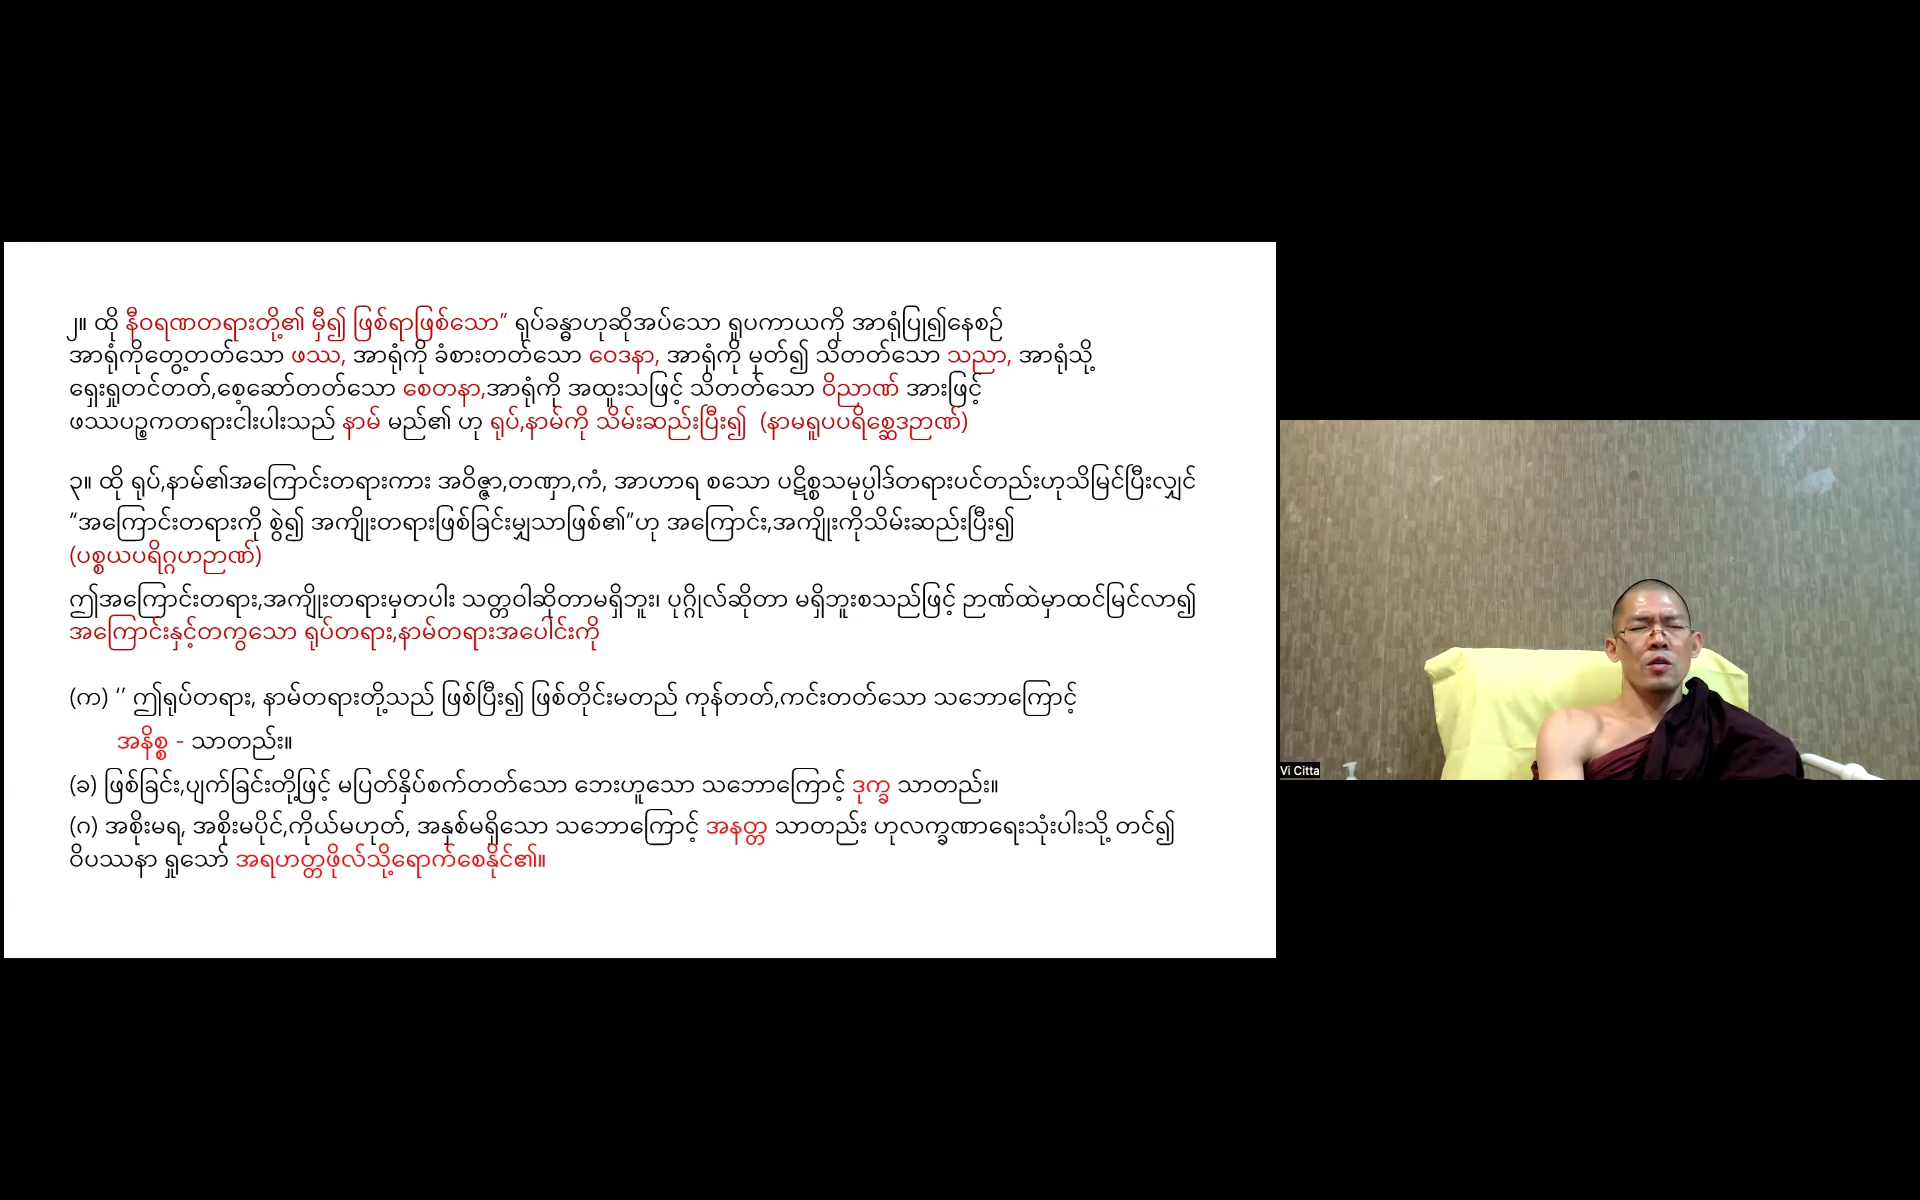 ၂။ ထို နီဝရဏတရားတို့၏ မှီ၍ ဖြစ်ရာဖြစ်သော” ရုပ်ခန္ဓာဟုဆိုအပ်သော ရူပကာယကို အာရုံပြု၍နေစဉ်
အာရုံကိုတွေ့တတ်သော ဖဿ, အာရုံကို ခံစားတတ်သော ဝေဒနာ, အာရုံကို မှတ်၍ သိတတ်သော သညာ, အာရုံသို့
ရှေးရှုတင်တတ်,စေ့ဆော်တတ်သော စေတနာ,အာရုံကို အထူးသဖြင့် သိတတ်သော ဝိညာဏ် အားဖြင့်
ဖဿပဉ္စကတရားငါးပါးသည် နာမ် မည်၏ ဟု ရုပ်,နာမ်ကို သိမ်းဆည်းပြီး၍ (နာမရူပပရိစ္ဆေဒဉာဏ်)
၃။ ထို ရုပ်,နာမ်၏အကြောင်းတရားကား အဝိဇ္ဇာ,တဏှာ,ကံ, အာဟာရ စသော ပဋိစ္စသမုပ္ပါဒ်တရားပင်တည်းဟုသိမြင်ပြီးလျှင်
“အကြောင်းတရားကို စွဲ၍ အကျိုးတရားဖြစ်ခြင်းမျှသာဖြစ်၏”ဟု အကြောင်း,အကျိုးကိုသိမ်းဆည်းပြီး၍
(ပစ္စယပရိဂ္ဂဟဉာဏ်)
ဤအကြောင်းတရား,အကျိုးတရားမှတပါး သတ္တဝါဆိုတာမရှိဘူး၊ ပုဂ္ဂိုလ်ဆိုတာ မရှိဘူးစသည်ဖြင့် ဉာဏ်ထဲမှာထင်မြင်လာ၍
အကြောင်းနှင့်တကွသော ရုပ်တရား,နာမ်တရားအပေါင်းကို
(က) ‘’ ဤရုပ်တရား, နာမ်တရားတို့သည် ဖြစ်ပြီး၍ ဖြစ်တိုင်းမတည် ကုန်တတ်,ကင်းတတ်သော သဘောကြောင့်
အနိစ္စ - သာတည်း။
(ခ) ဖြစ်ခြင်း,ပျက်ခြင်းတို့ဖြင့် မပြတ်နှိပ်စက်တတ်သော ဘေးဟူသော သဘောကြောင့် ဒုက္ခ သာတည်း။
(ဂ) အစိုးမရ, အစိုးမပိုင်,ကိုယ်မဟုတ်, အနှစ်မရှိသော သဘောကြောင့် အနတ္တ သာတည်း ဟုလက္ခဏာရေးသုံးပါးသို့ တင်၍
ဝိပဿနာ ရှုသော် အရဟတ္တဖိုလ်သို့ရောက်စေနိုင်၏။
Vi Citta